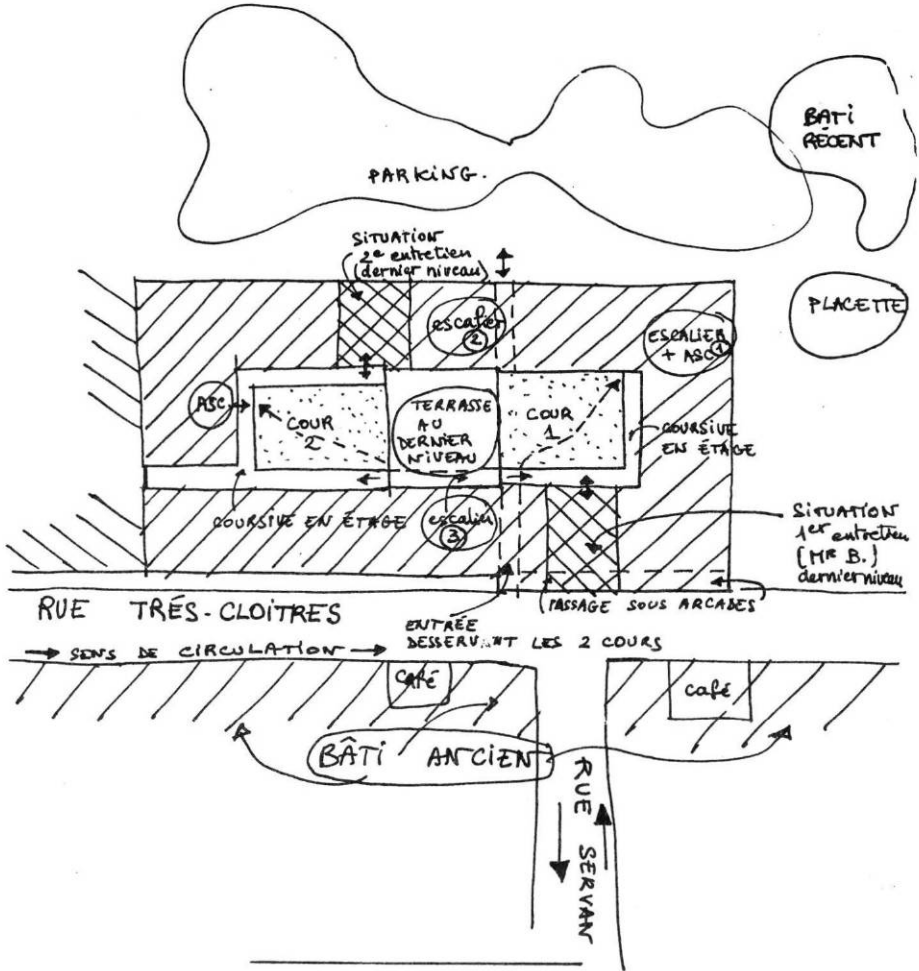 BATI
RÉCENT
PARKING.
SITUATION
2e entretien
(dernier niveau)
escalier
2
PLACETTE
ESCALIER
+ ASC 1
ASC
COUR
2
TERRASSE
AU
DERNIER
NIVEAU
COUR
1
COURSIVE
EN ÉTAGE
COURSIVE EN ÉTAGE
escalier
3
SITUATION
1er entretien
(MR B.)
dernier niveau
RUE TRÉS-CLOITRES
PASSAGE SOUS ARCADES
ENTRÉE
DESSERVANT LES 2 COURS
SENS DE CIRCULATION
café
café
BÂTI ANCIEN
RUE SERVAN